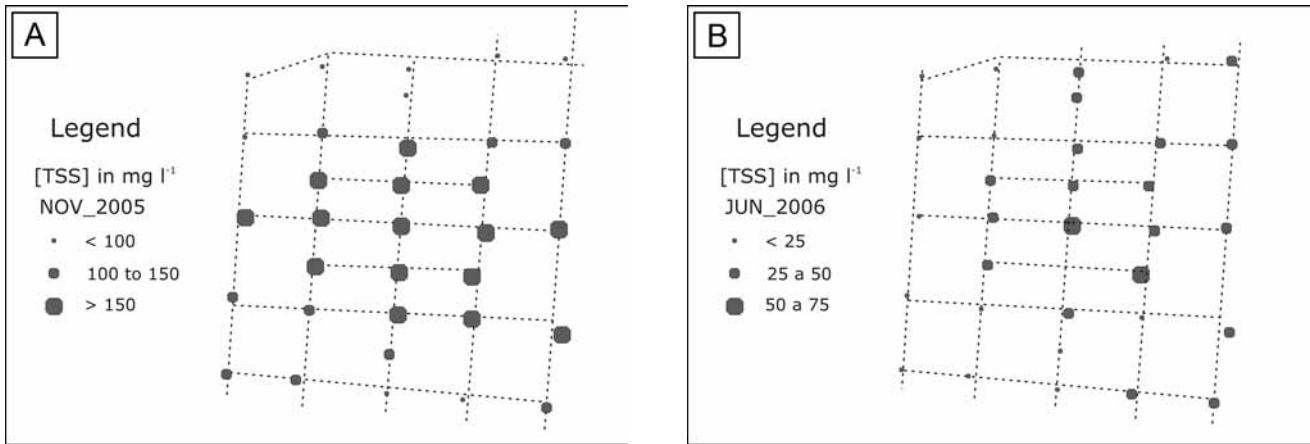 A
Legend
[TSS] in mg l⁻¹
NOV_2005
< 100
100 to 150
> 150
B
Legend
[TSS] in mg l⁻¹
JUN_2006
< 25
25 a 50
50 a 75